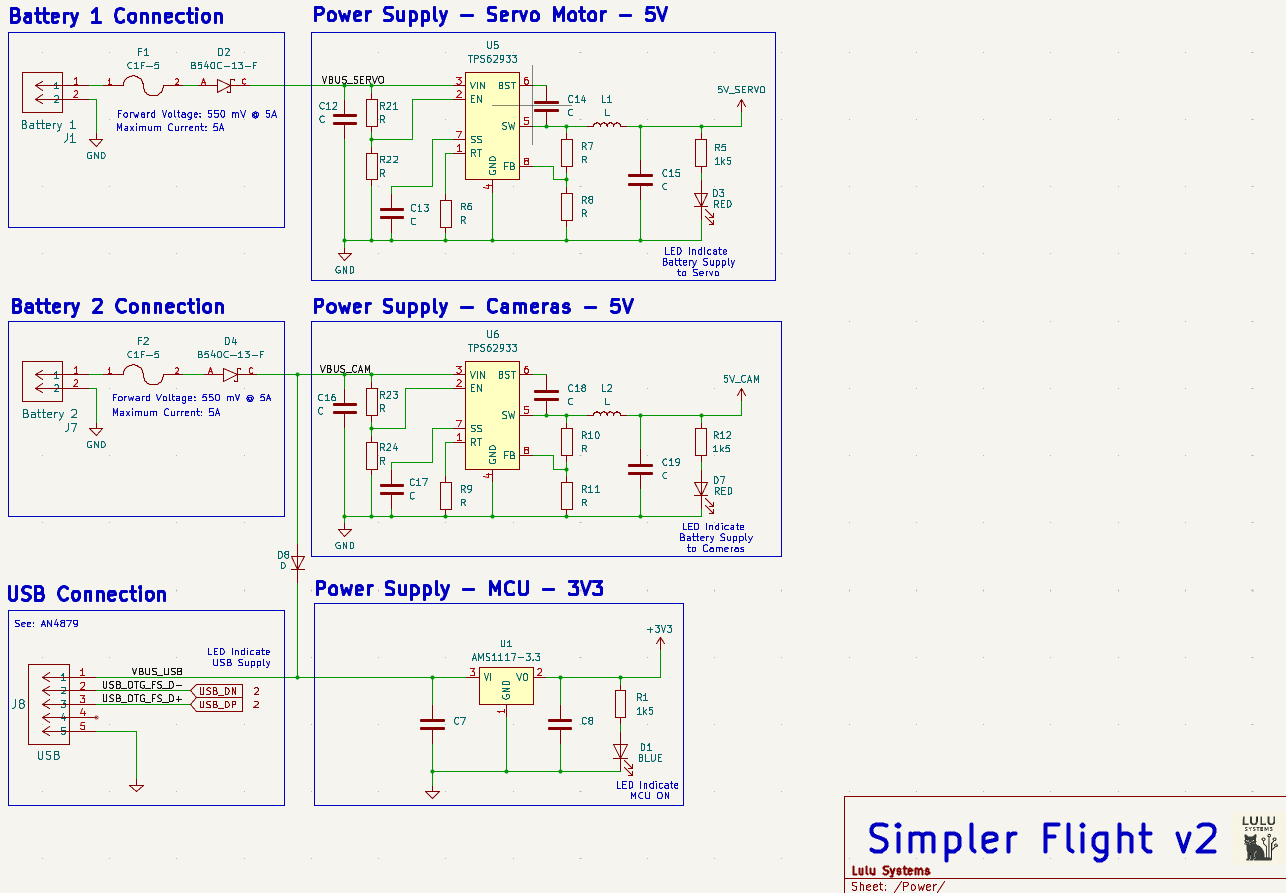 Battery 1 Connection
F1
C1F-5
D2
B540C-13-F
1
2
1
2
1
2
A
C
Forward Voltage: 550 mV @ 5A
Maximum Current: 5A
Battery 1
J1
GND
Power Supply - Servo Motor - 5V
U5
TPS62933
VBUS_SERVO
3
VIN
BST
6
2
EN
C12
C
R21
R
C14
C
L1
L
5V_SERVO
SW
5
7
SS
1
RT
R22
R
GND
FB
8
4
R7
R
R5
1k5
C15
C
C13
C
R6
R
R8
R
D3
RED
GND
LED Indicate
Battery Supply
to Servo
Battery 2 Connection
F2
C1F-5
D4
B540C-13-F
1
2
1
2
1
2
A
C
Forward Voltage: 550 mV @ 5A
Maximum Current: 5A
Battery 2
J7
GND
Power Supply - Cameras - 5V
U6
TPS62933
VBUS_CAM
3
VIN
BST
6
2
EN
C16
C
R23
R
C18
C
L2
L
5V_CAM
SW
5
7
SS
1
RT
R24
R
GND
FB
8
4
R10
R
R12
1k5
C19
C
C17
C
R9
R
R11
R
D7
RED
GND
LED Indicate
Battery Supply
to Cameras
D8
D
USB Connection
See: AN4879
LED Indicate
USB Supply
J8
1
2
3
4
5
1
2
3
4
5
VBUS_USB
USB_OTG_FS_D-
USB_OTG_FS_D+
USB_DN
2
USB_DP
2
USB
Power Supply - MCU - 3V3
U1
AMS1117-3.3
3
VI
VO
2
GND
1
+3V3
C7
C8
R1
1k5
D1
BLUE
LED Indicate
MCU ON
Simpler Flight v2
LULU
SYSTEMS
Lulu Systems
Sheet: /Power/